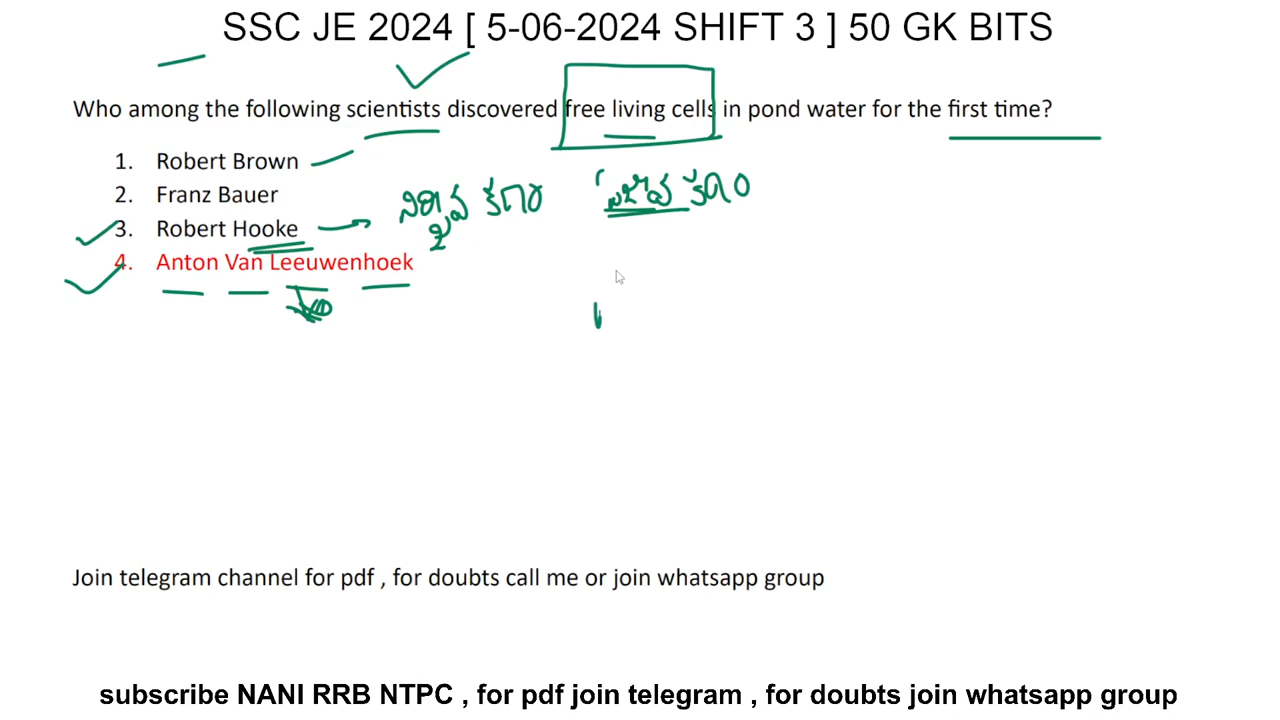 SSC JE 2024 [ 5-06-2024 SHIFT 3 ] 50 GK BITS
Who among the following scientists discovered free living cells in pond water for the first time?
1. Robert Brown
2. Franz Bauer
3. Robert Hooke
4. Anton Van Leeuwenhoek
Join telegram channel for pdf , for doubts call me or join whatsapp group
subscribe NANI RRB NTPC , for pdf join telegram , for doubts join whatsapp group